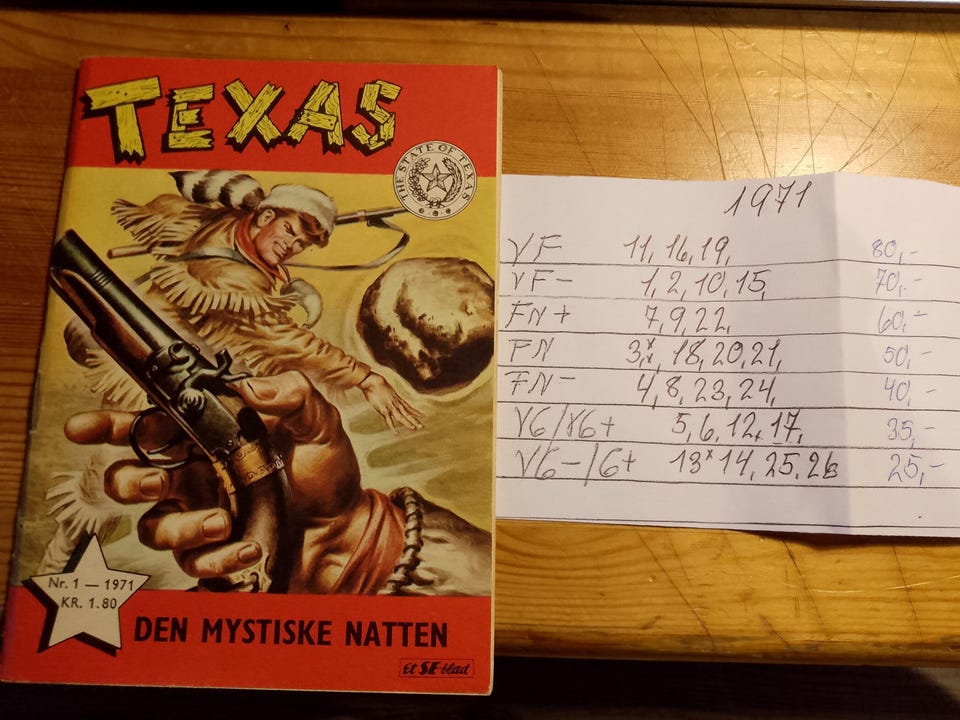 TEXAS
THE STATE OF TEXAS
Nr. 1 — 1971
KR. 1.80
DEN MYSTISKE NATTEN
Et SE-blad
1971
VF 11, 16, 19, 80,-
VF- 1, 2, 10, 15, 70,-
FN+ 7, 9, 22, 60,-
FN 3, 18, 20, 21, 50,-
FN- 4, 8, 23, 24, 40,-
VG/VG+ 5, 6, 12, 17, 35,-
VG-/G+ 13x 14, 25, 26 25,-